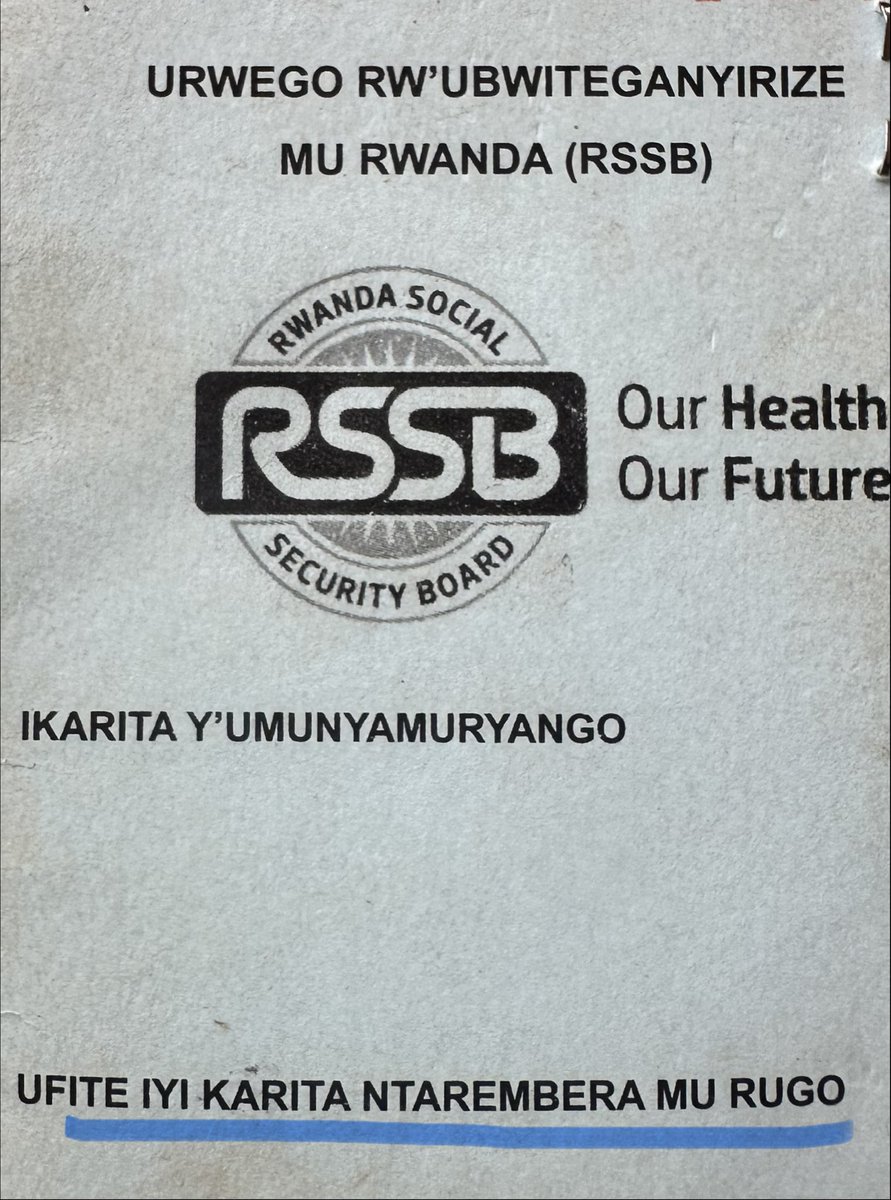 URWEGO RW’UBWITEGANYIRIZE
MU RWANDA (RSSB)
RWANDA SOCIAL
RSSB
SECURITY BOARD
Our Health
Our Future
IKARITA Y’UMUNYAMURYANGO
UFITE IYI KARITA NTAREMBERA MU RUGO